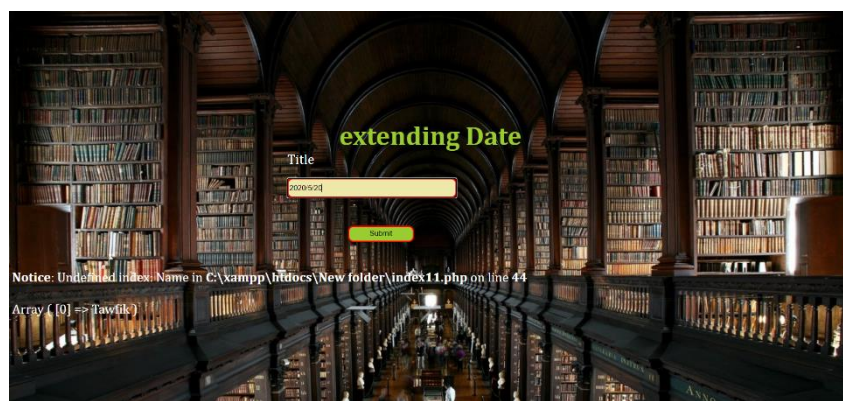 extending Date
Title
2020/5/20
Submit
Notice: Undefined index: Name in C:\xampp\htdocs\New folder\index11.php on line 44
Array ( [0] => Tawfik )